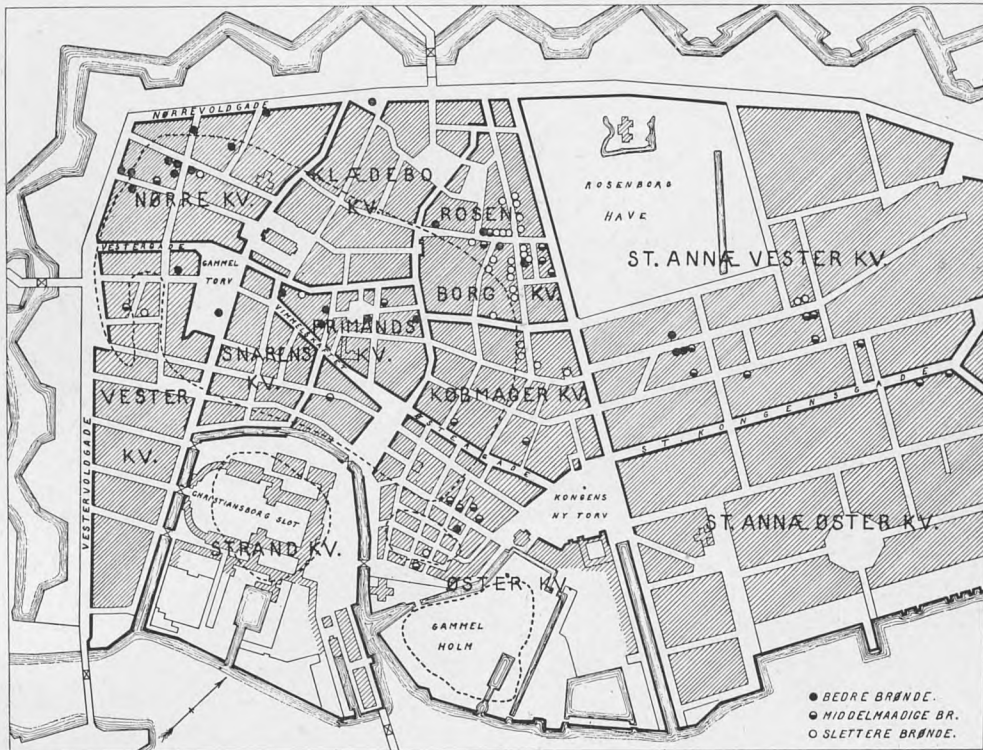 NØRREVOLDGADE
KLÆDEBO
KV.
NØRRE KV.
ROSEN
BORG
KV.
ROSENBORG
HAVE
ST. ANNÆ VESTER KV.
VESTERGADE
GAMMEL
TORV
FRIMANDS
KV.
SNARENS
KV.
VESTER
KV.
KØBMAGER KV.
ØSTERGADE
ST. KONGENSGADE
VESTERVOLDGADE
CHRISTIANSBORG SLOT
STRAND KV.
KONGENS
NY TORV
ST. ANNÆ ØSTER KV.
ØSTER KV.
GAMMEL
HOLM
BEDRE BRØNDE.
MIDDELMAADIGE BR.
SLETTERE BRØNDE.